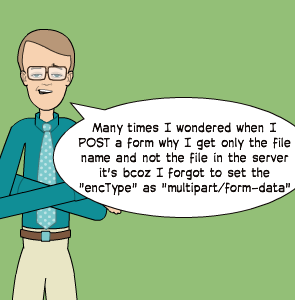 Many times I wondered when I
POST a form why I get only the file
name and not the file in the server
it's bcoz I forgot to set the
"encType" as "multipart/form-data"